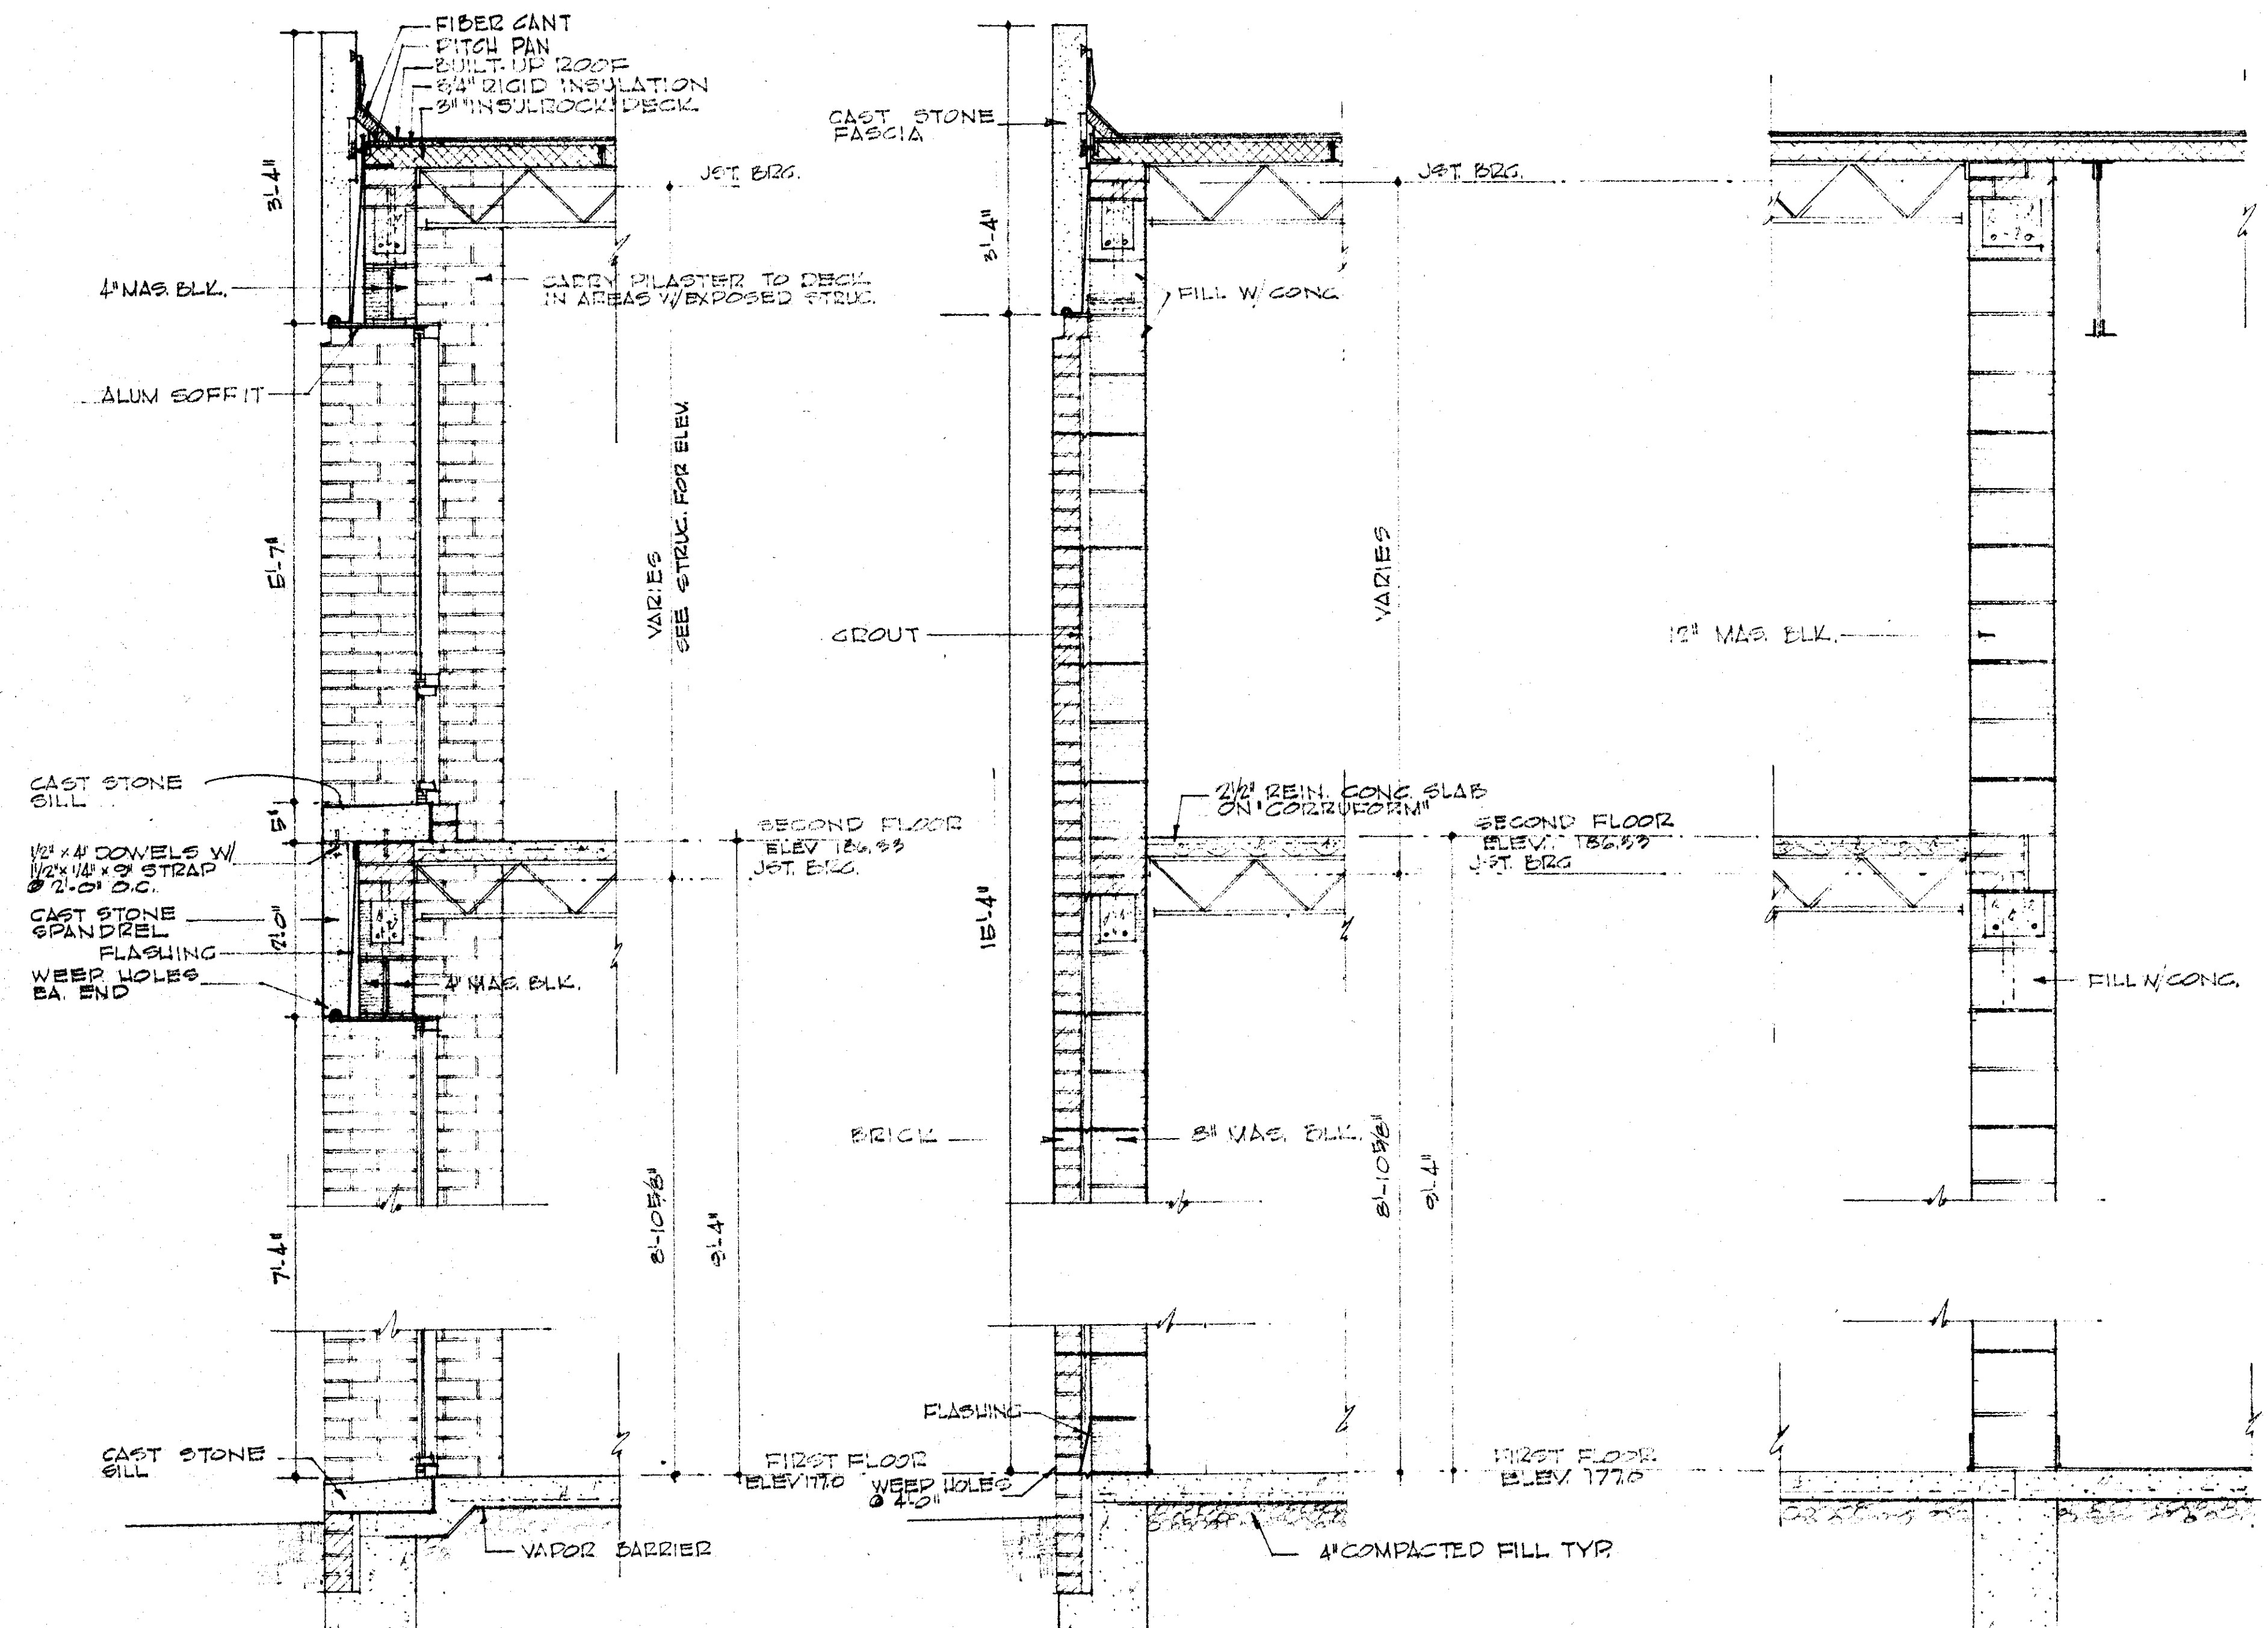 FIBER CANT
PITCH PAN
BUILT-UP ROOF
3/4" RIGID INSULATION
3" "INSULROCK" DECK
JST. BRG.
3'-4"
4" MAS. BLK.
CARRY PILASTER TO DECK
IN AREAS W/EXPOSED STRUC.
ALUM SOFFIT
5'-7"
VARIES
SEE STRUC. FOR ELEV.
CAST STONE
SILL
5"
1/2" x 4" DOWELS W/
1 1/2" x 1/4" x 9" STRAP
@ 2'-0" O.C.
CAST STONE
SPANDREL
FLASHING
WEEP HOLES
EA. END
2'-0"
4" MAS. BLK.
SECOND FLOOR
ELEV 186.33
JST. BRG.
7'-4"
8'-10 5/8"
9'-4"
CAST STONE
SILL
FIRST FLOOR
ELEV 177.0
VAPOR BARRIER
CAST STONE
FASCIA
3'-4"
JST. BRG.
FILL W/ CONC
GROUT
VARIES
15'-4"
2 1/2" REIN. CONC. SLAB
ON "CORRUFORM"
SECOND FLOOR
ELEV. 186.33
JST. BRG
BRICK
8" MAS. BLK.
8'-10 5/8"
9'-4"
FLASHING
WEEP HOLES
@ 4'-0"
FIRST FLOOR
ELEV. 177.0
4" COMPACTED FILL TYP.
12" MAS. BLK.
FILL W/CONC.